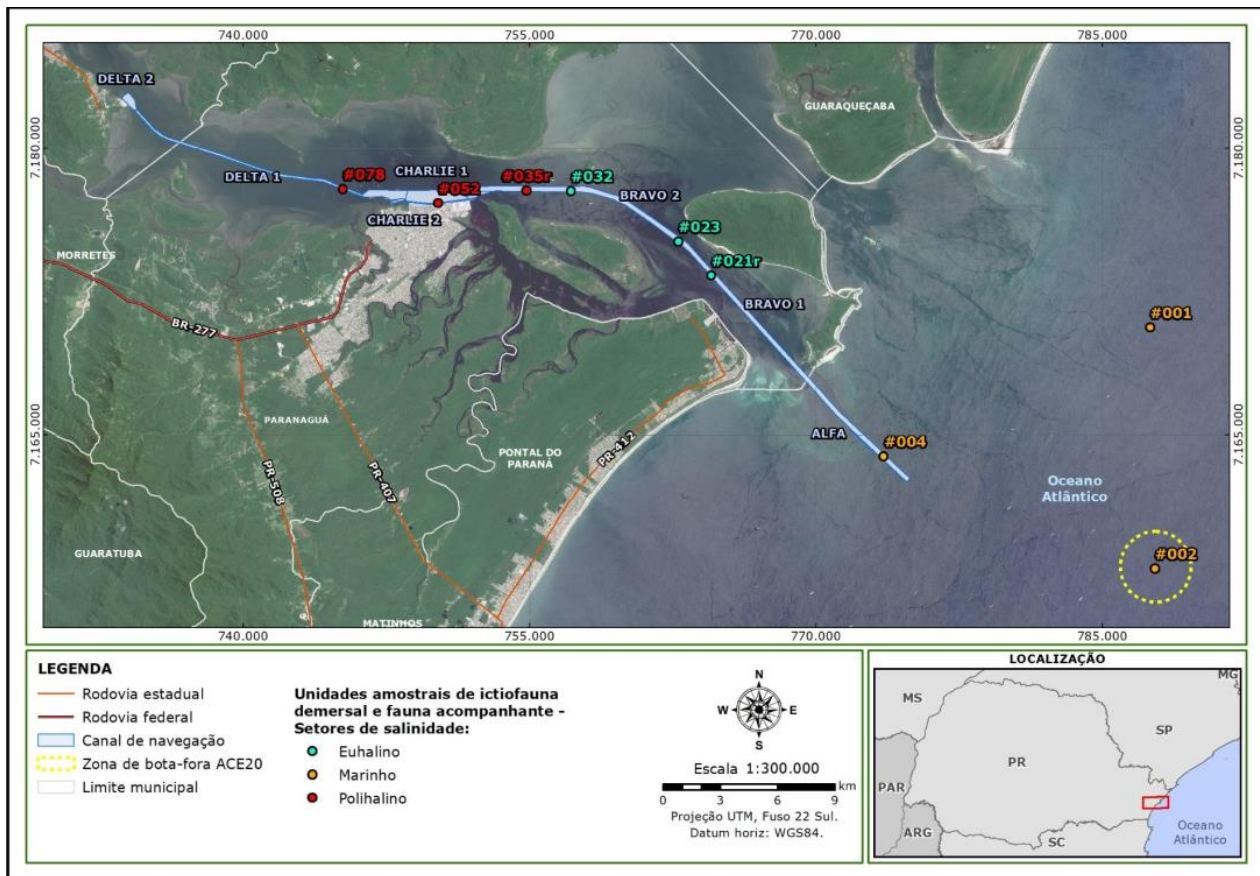 740.000
755.000
770.000
785.000
DELTA 2
GUARAQUEÇABA
7.180.000
7.180.000
#078
CHARLIE 1
#035r
#032
DELTA 1
#052
BRAVO 2
CHARLIE 2
#023
MORRETES
#021r
BRAVO 1
BR-277
#001
PARANAGUÁ
ALFA
#004
7.165.000
7.165.000
PR-412
PONTAL DO
PARANÁ
PR-508
PR-407
Oceano
Atlântico
GUARATUBA
#002
MATINHOS
740.000
755.000
770.000
785.000
LEGENDA
Rodovia estadual
Rodovia federal
Canal de navegação
Zona de bota-fora ACE20
Limite municipal
Unidades amostrais de ictiofauna
demersal e fauna acompanhante -
Setores de salinidade:
Euhalino
Marinho
Polihalino
N
W
E
S
Escala 1:300.000
km
0 3 6 9
Projeção UTM, Fuso 22 Sul.
Datum horiz: WGS84.
LOCALIZAÇÃO
MS
MG
SP
PR
PAR
ARG
SC
Oceano
Atlântico